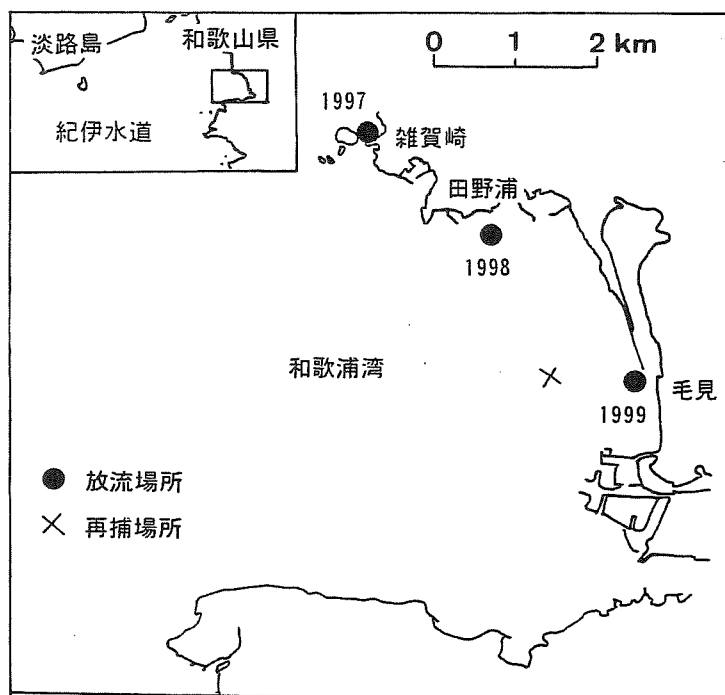 淡路島
和歌山県
紀伊水道
0 1 2 km
1997
雑賀崎
田野浦
1998
和歌浦湾
毛見
1999
● 放流場所
× 再捕場所